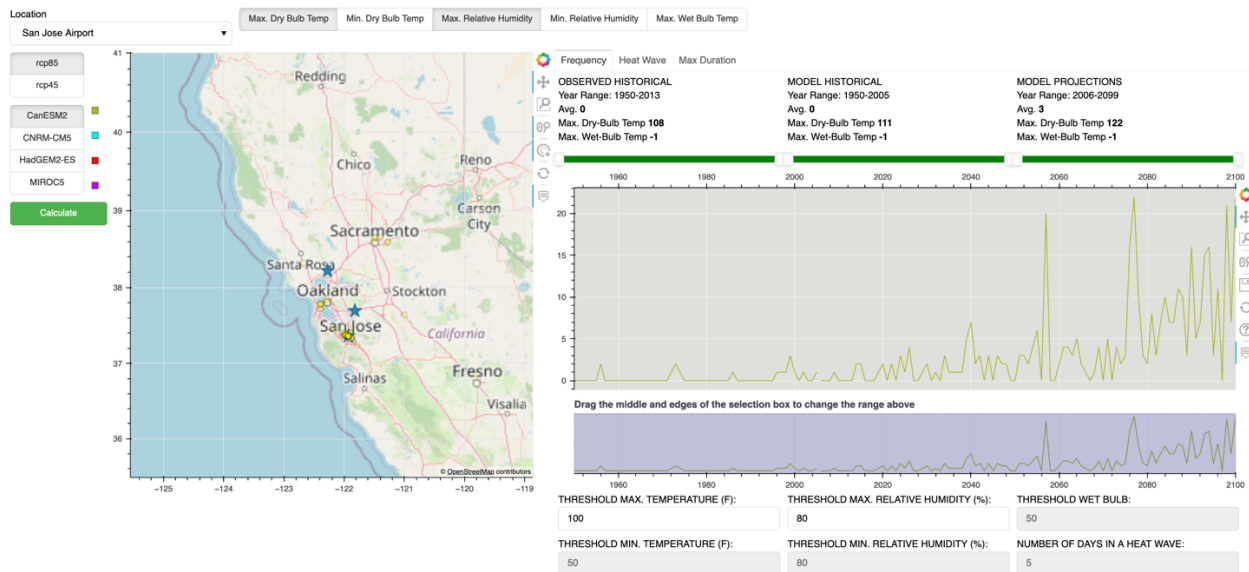 Location
San Jose Airport
Max. Dry Bulb Temp Min. Dry Bulb Temp Max. Relative Humidity Min. Relative Humidity Max. Wet Bulb Temp
rcp85
rcp45
CanESM2
CNRM-CM5
HadGEM2-ES
MIROC5
Calculate
41
40
39
38
37
36
−125 −124 −123 −122 −121 −120 −119
Redding
Chico
Reno
Carson City
Sacramento
Santa Rosa
Oakland
Stockton
San Jose
California
Salinas
Fresno
Visalia
© OpenStreetMap contributors
Frequency Heat Wave Max Duration
OBSERVED HISTORICAL
Year Range: 1950-2013
Avg. 0
Max. Dry-Bulb Temp 108
Max. Wet-Bulb Temp -1
MODEL HISTORICAL
Year Range: 1950-2005
Avg. 0
Max. Dry-Bulb Temp 111
Max. Wet-Bulb Temp -1
MODEL PROJECTIONS
Year Range: 2006-2099
Avg. 3
Max. Dry-Bulb Temp 122
Max. Wet-Bulb Temp -1
1960 1980 2000 2020 2040 2060 2080 2100
20
15
10
5
0
Drag the middle and edges of the selection box to change the range above
1960 1980 2000 2020 2040 2060 2080 2100
THRESHOLD MAX. TEMPERATURE (F): THRESHOLD MAX. RELATIVE HUMIDITY (%): THRESHOLD WET BULB:
100 80 50
THRESHOLD MIN. TEMPERATURE (F): THRESHOLD MIN. RELATIVE HUMIDITY (%): NUMBER OF DAYS IN A HEAT WAVE:
50 80 5